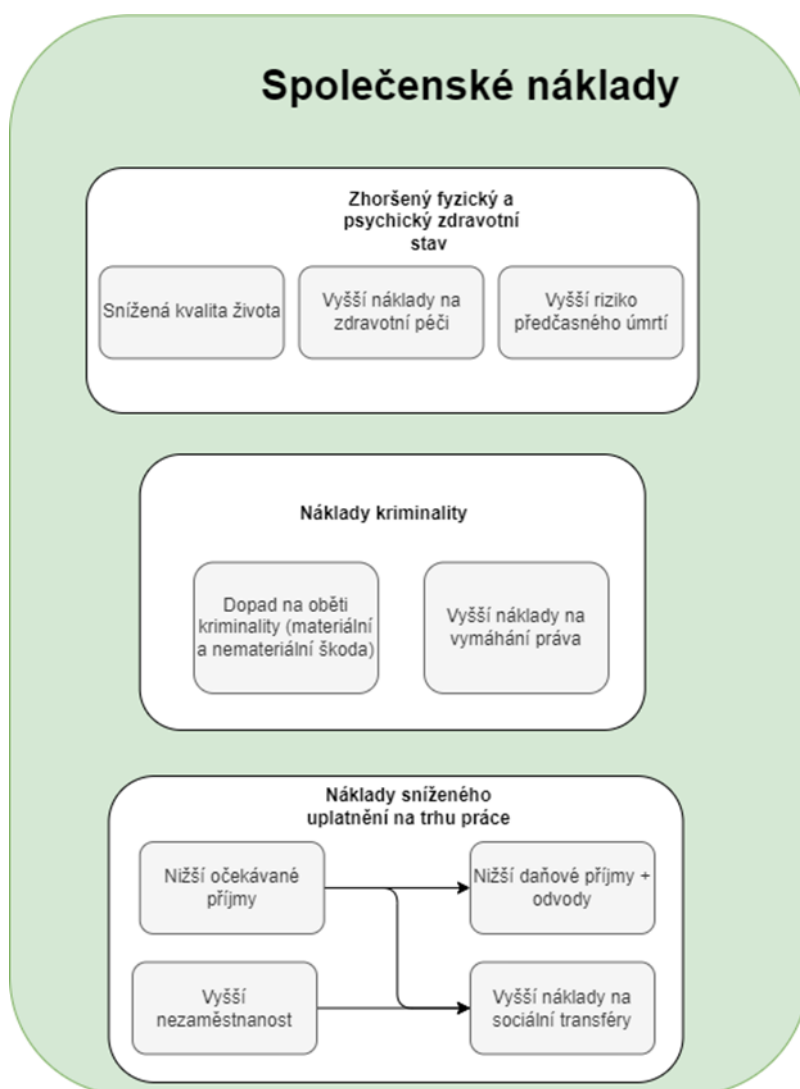 Společenské náklady
Zhoršený fyzický a
psychický zdravotní
stav
Snížená kvalita života
Vyšší náklady na
zdravotní péči
Vyšší riziko
předčasného úmrtí
Náklady kriminality
Dopad na oběti
kriminality (materiální
a nemateriální škoda)
Vyšší náklady na
vymáhání práva
Náklady sníženého
uplatnění na trhu práce
Nižší očekávané
příjmy
Nižší daňové příjmy +
odvody
Vyšší
nezaměstnanost
Vyšší náklady na
sociální transféry